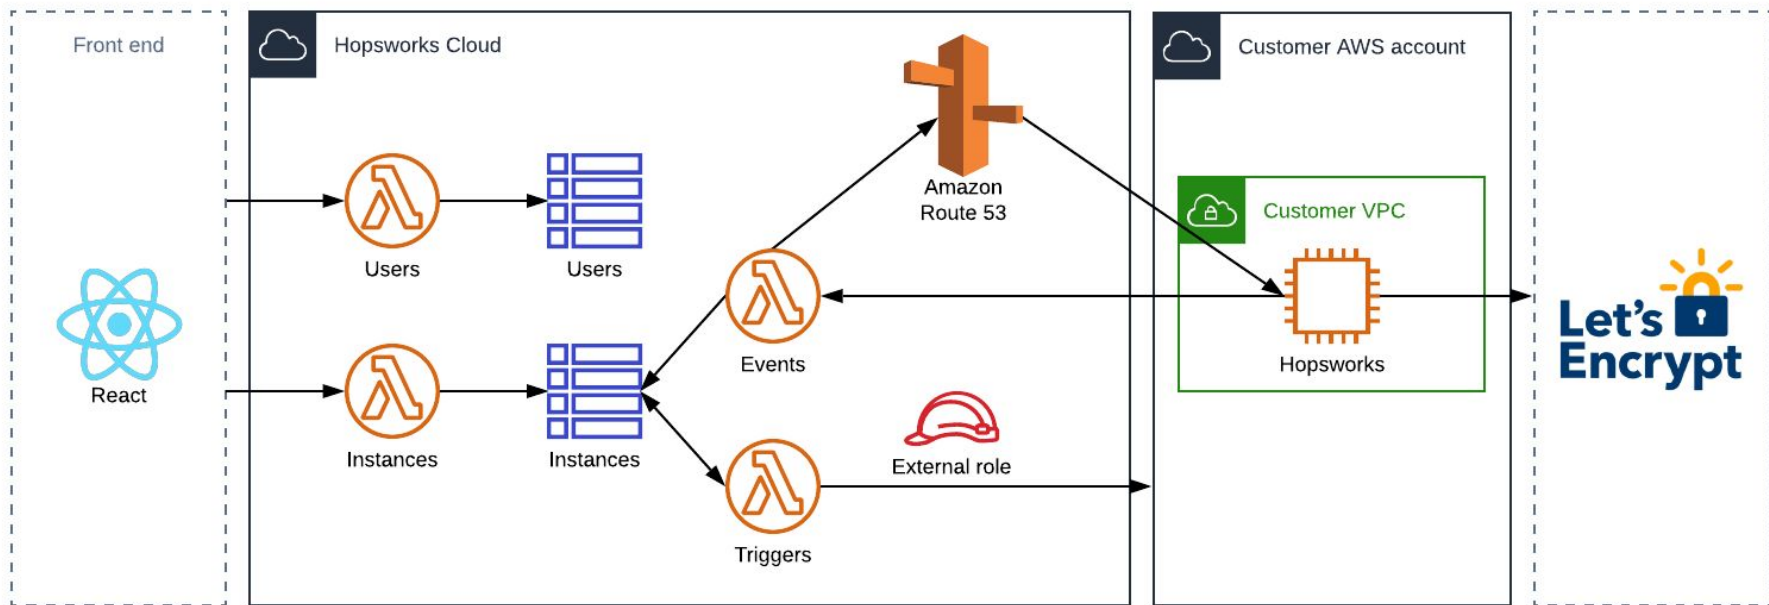 Front end
Hopsworks Cloud
Customer AWS account
Amazon
Route 53
Customer VPC
Users
Users
Let's
Encrypt
Events
Hopsworks
React
Instances
Instances
External role
Triggers